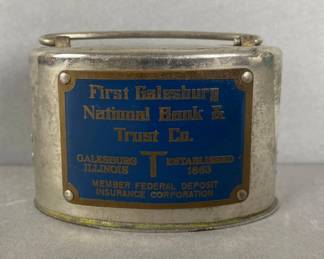 First Galesburg
National Bank &
Trust Co.
GALESBURG T ESTABLISHED
ILLINOIS 1863
MEMBER FEDERAL DEPOSIT
INSURANCE CORPORATION